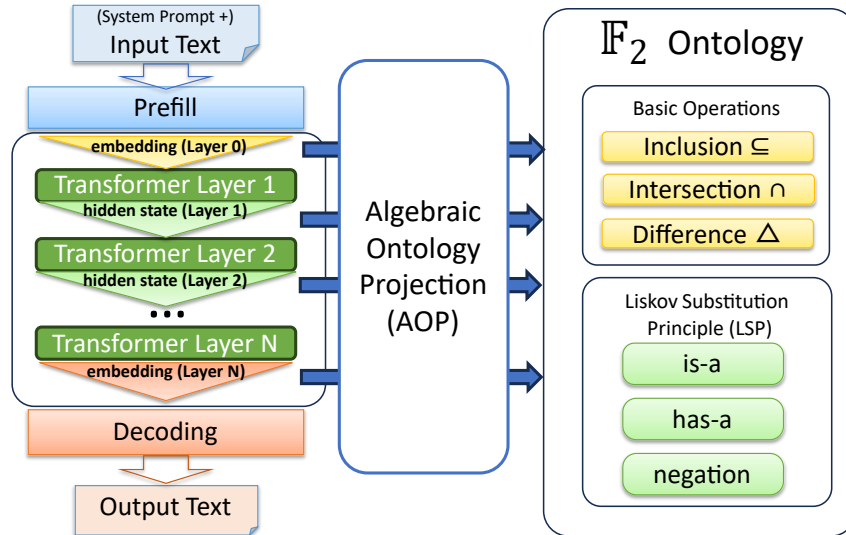 (System Prompt +)
Input Text
Prefill
embedding (Layer 0)
Transformer Layer 1
hidden state (Layer 1)
Transformer Layer 2
hidden state (Layer 2)
•••
Transformer Layer N
embedding (Layer N)
Decoding
Output Text
Algebraic
Ontology
Projection
(AOP)
𝔽₂ Ontology
Basic Operations
Inclusion ⊆
Intersection ∩
Difference △
Liskov Substitution
Principle (LSP)
is-a
has-a
negation